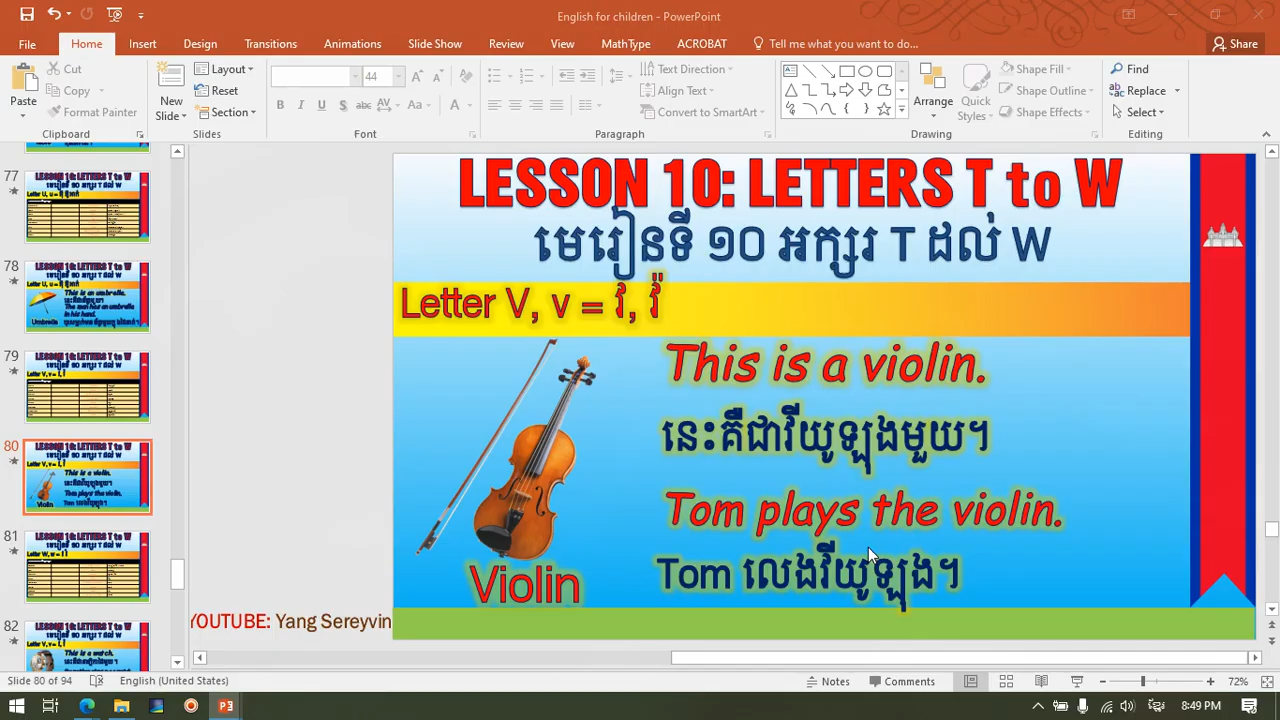 English for children - PowerPoint
File Home Insert Design Transitions Animations Slide Show Review View MathType ACROBAT Tell me what you want to do... Share
Paste Cut Copy Format Painter
Clipboard
New Slide Layout Reset Section
Slides
44
Font
Text Direction Align Text Convert to SmartArt
Paragraph
Arrange Quick Styles Shape Fill Shape Outline Shape Effects
Drawing
Find Replace Select
Editing
77
78
79
80
81
82
LESSON 10: LETTERS T to W
មេរៀនទី ១០ អក្សរ T ដល់ W
Letter V, v = វ, វ៉
This is a violin.
នេះគឺជាវីយូឡុងមួយ។
Tom plays the violin.
Tom លេងវីយូឡុង។
Violin
YOUTUBE: Yang Sereyvin
Slide 80 of 94 English (United States) Notes Comments 72%
8:49 PM